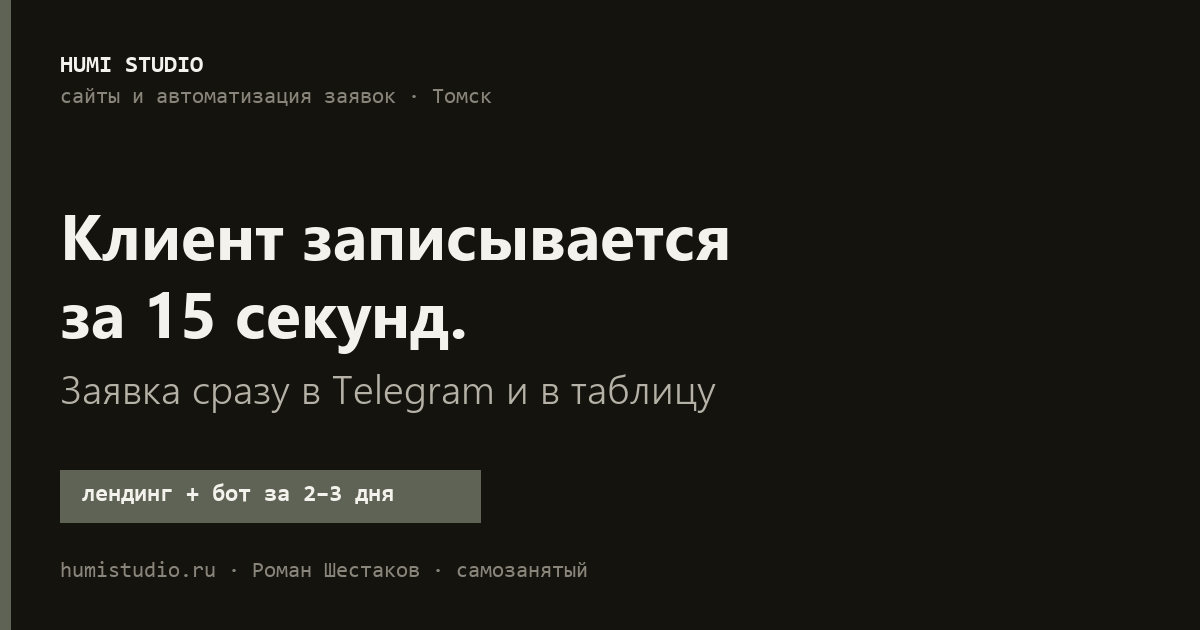 HUMI STUDIO
сайты и автоматизация заявок · Томск
Клиент записывается
за 15 секунд.
Заявка сразу в Telegram и в таблицу
лендинг + бот за 2–3 дня
humistudio.ru · Роман Шестаков · самозанятый